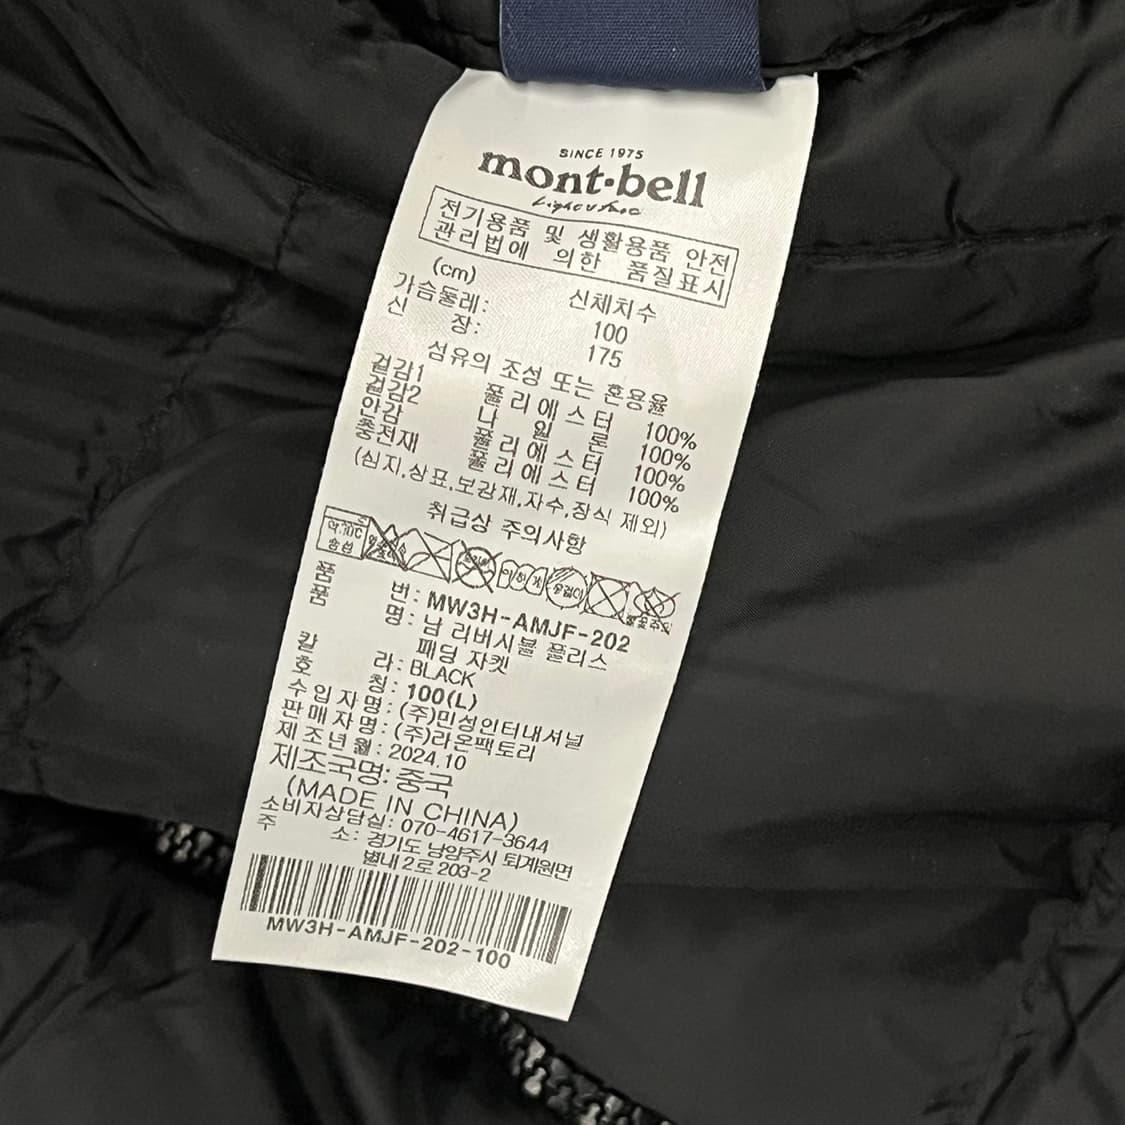 SINCE 1975
mont·bell
전기용품 및 생활용품 안전
관리법에 의한 품질표시
(cm) 신체치수
가슴둘레: 100
신 장: 175
섬유의 조성 또는 혼용율
겉감1 폴리에스터 100%
겉감2 나일론 100%
안감 폴리에스터 100%
충전재 폴리에스터 100%
(심지,상표,보강재,자수,장식 제외)
취급상 주의사항
약30℃
중성
품 번: MW3H-AMJF-202
품 명: 남 리버시블 플리스
패딩 자켓
칼 라: BLACK
호 칭: 100(L)
수입자명: (주)민성인터내셔널
판매자명: (주)라온팩토리
제조년월: 2024.10
제조국명: 중국
(MADE IN CHINA)
소비자상담실: 070-4617-3644
주 소: 경기도 남양주시 퇴계원면
별내2로 203-2
MW3H-AMJF-202-100